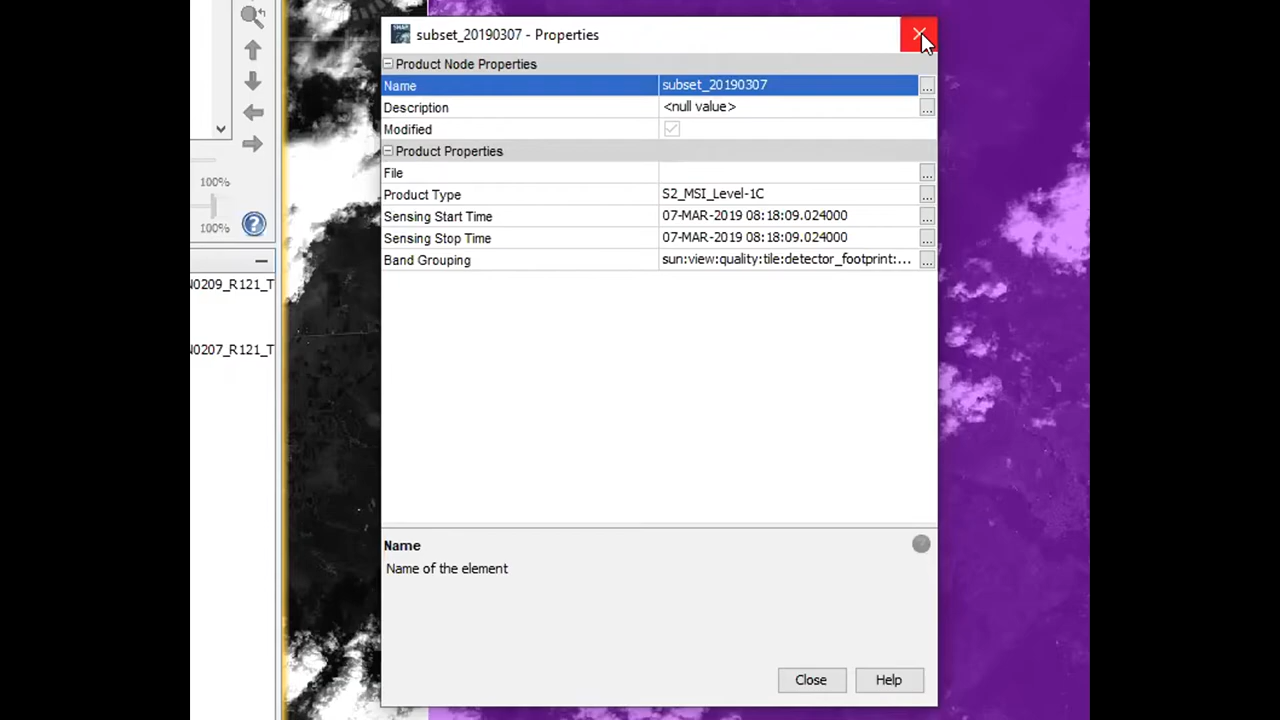 subset_20190307 - Properties
Product Node Properties
Name subset_20190307 ...
Description <null value> ...
Modified
Product Properties
File ...
Product Type S2_MSI_Level-1C ...
100%
Sensing Start Time 07-MAR-2019 08:18:09.024000 ...
100%
Sensing Stop Time 07-MAR-2019 08:18:09.024000 ...
Band Grouping sun:view:quality:tile:detector_footprint:... ...
N0209_R121_T
N0207_R121_T
Name
Name of the element
Close Help